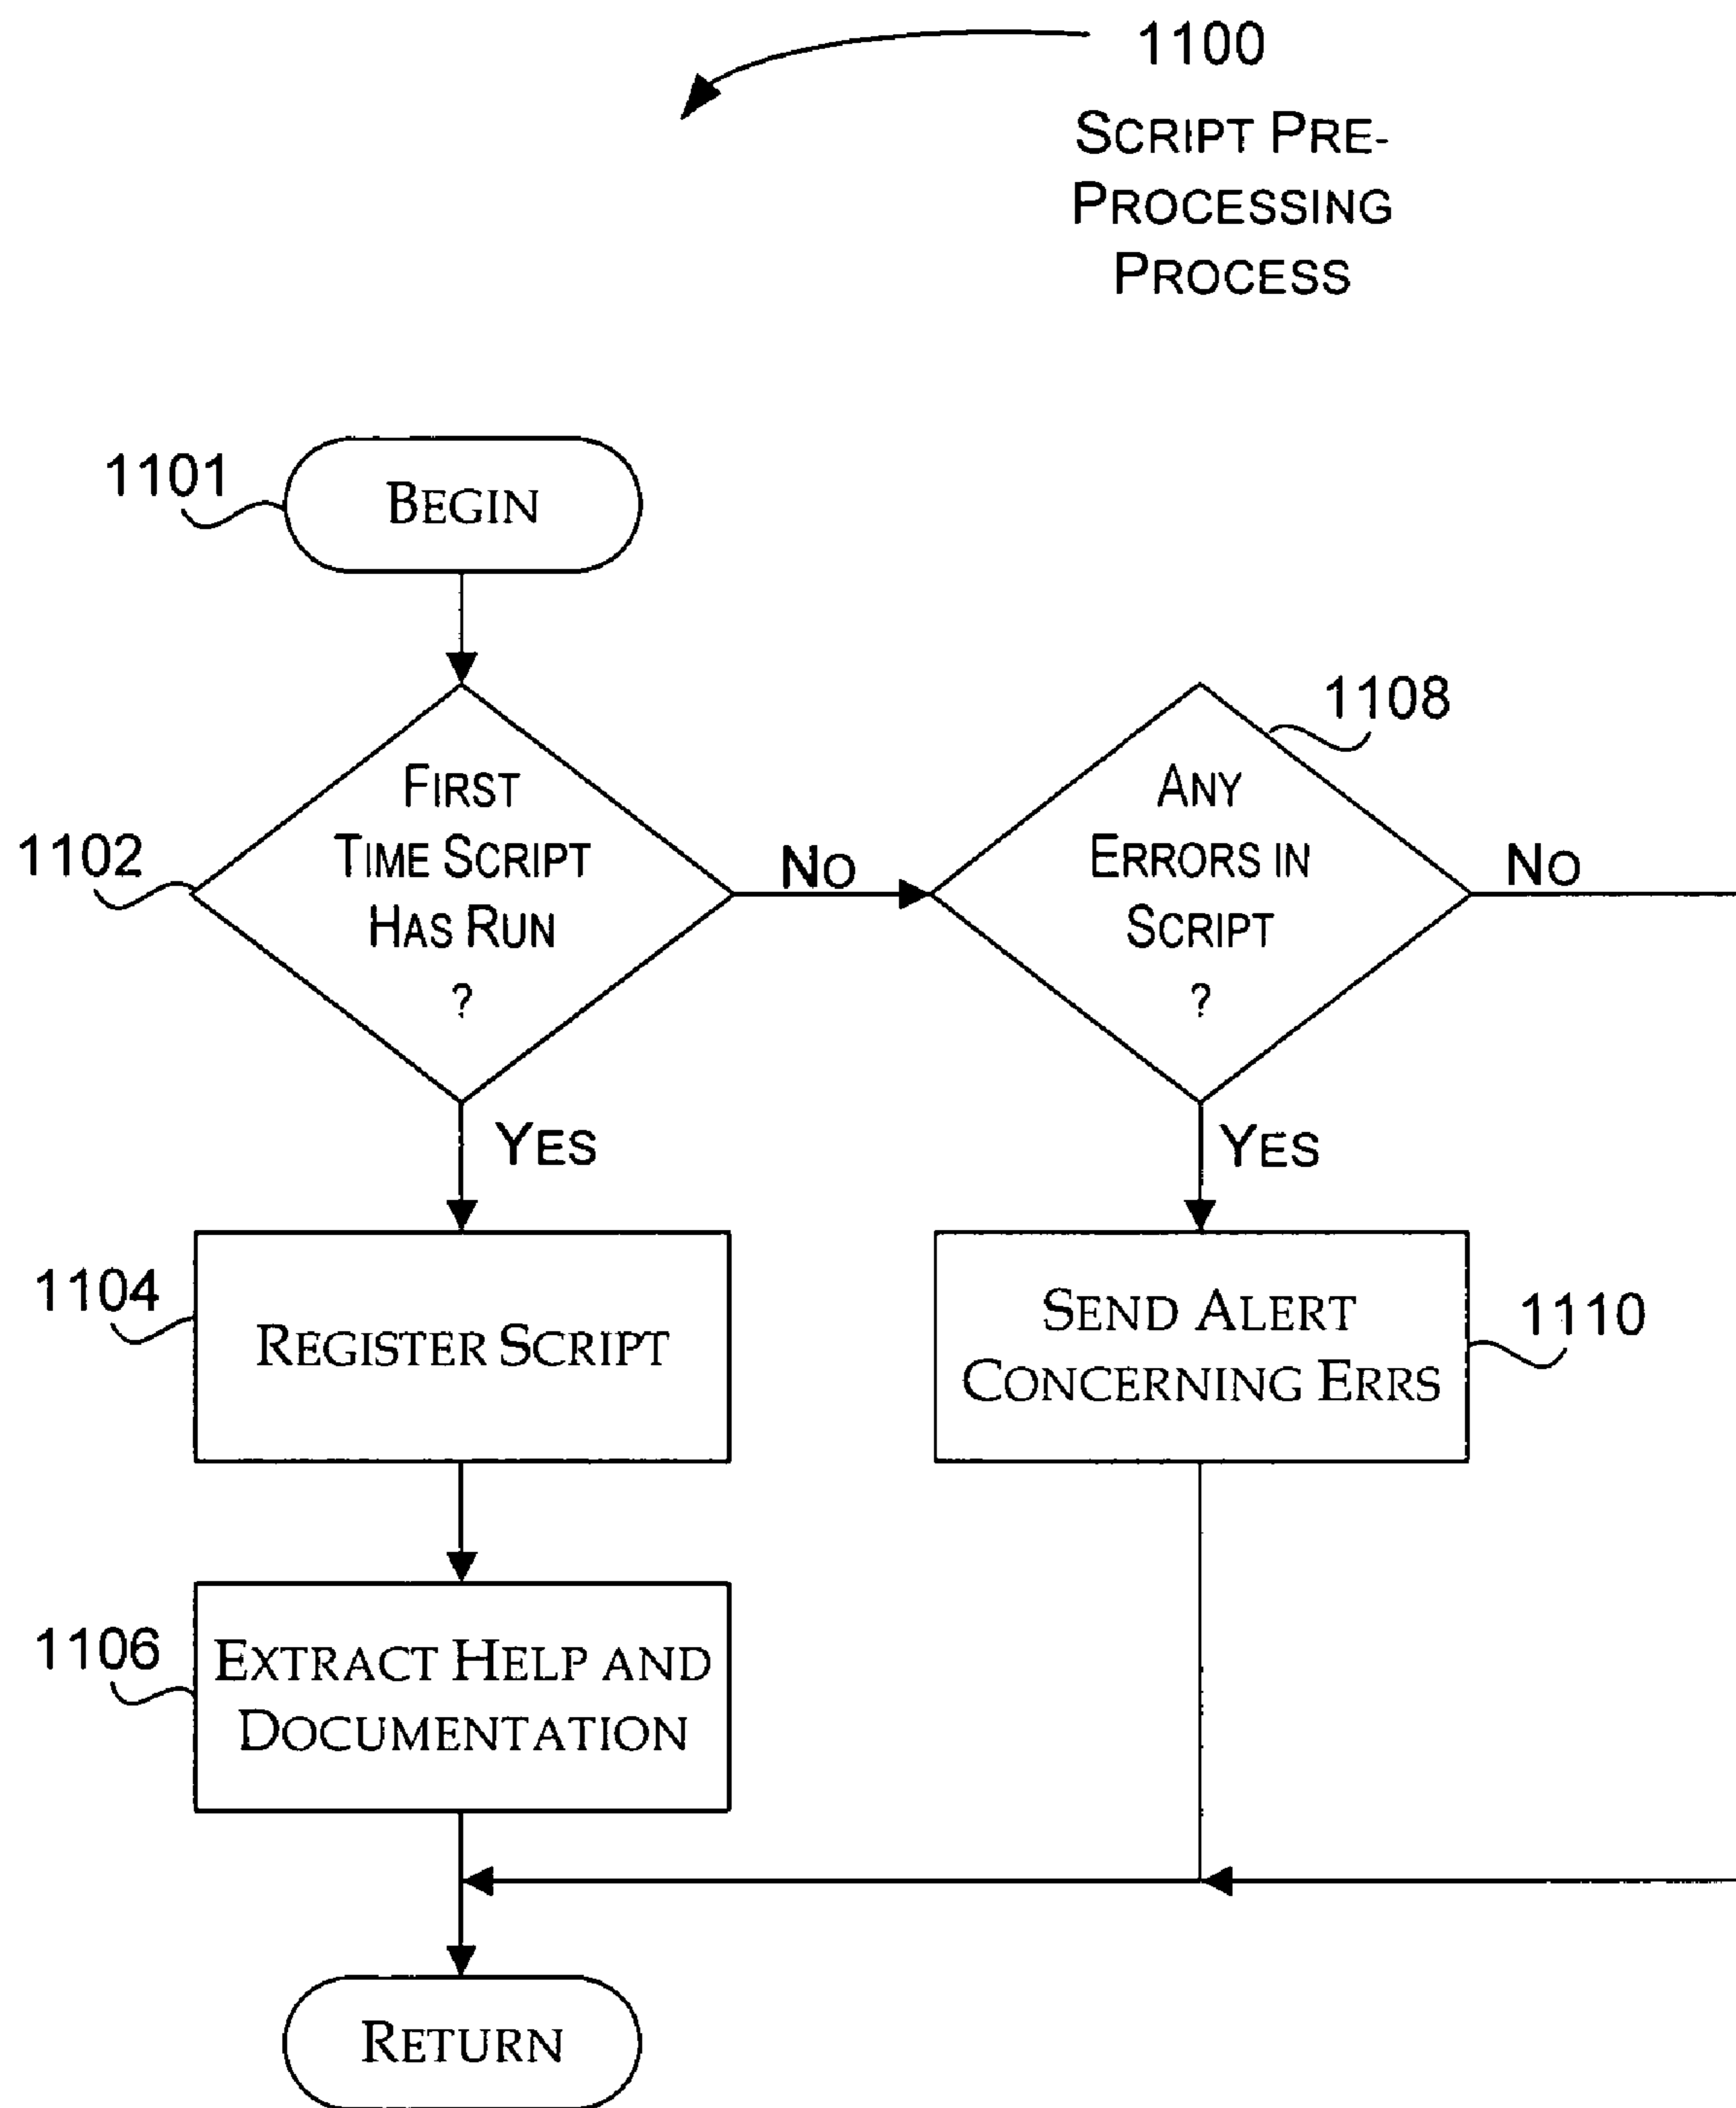 1100
SCRIPT PRE-
PROCESSING
PROCESS
1101
BEGIN
1102
FIRST
TIME SCRIPT
HAS RUN
?
NO
1108
ANY
ERRORS IN
SCRIPT
?
NO
YES
YES
1104
REGISTER SCRIPT
SEND ALERT
CONCERNING ERRS
1110
1106
EXTRACT HELP AND
DOCUMENTATION
RETURN